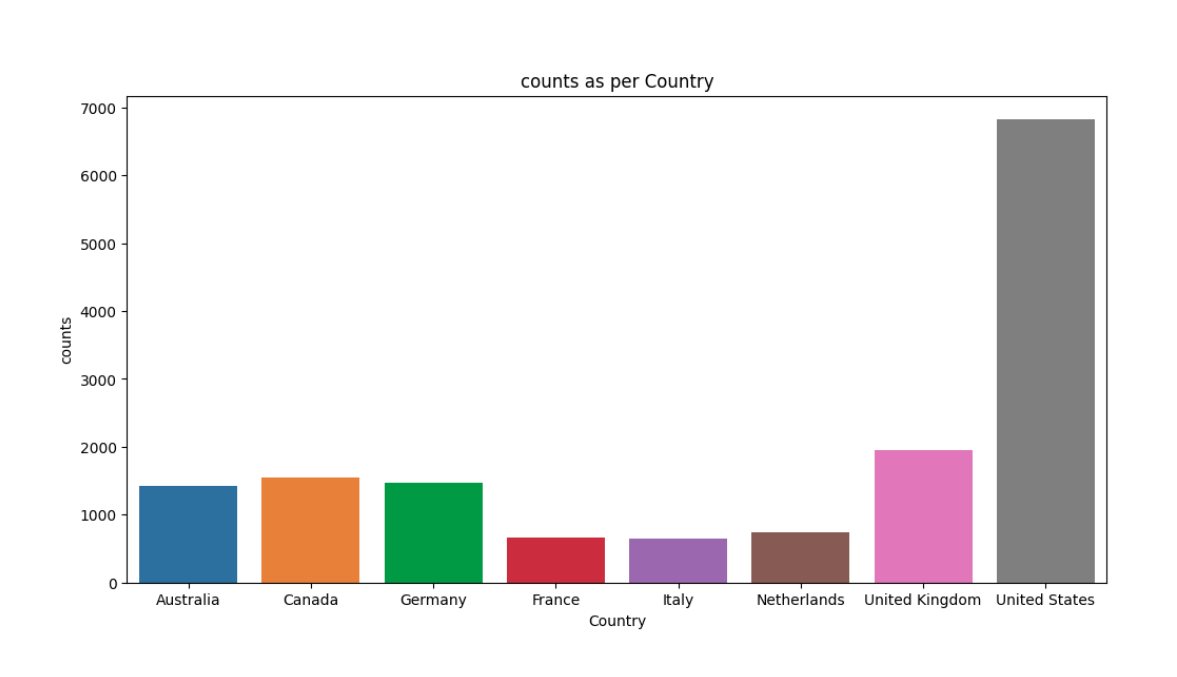 counts as per Country
7000
6000
5000
4000
3000
2000
1000
0
counts
Australia Canada Germany France Italy Netherlands United Kingdom United States
Country